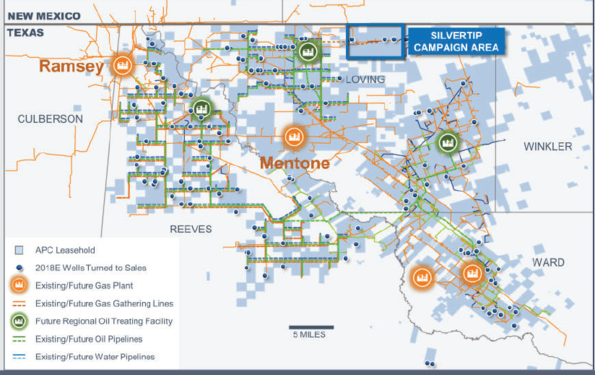 NEW MEXICO
TEXAS
SILVERTIP
CAMPAIGN AREA
Ramsey
LOVING
CULBERSON
WINKLER
Mentone
REEVES
WARD
APC Leasehold
2018E Wells Turned to Sales
Existing/Future Gas Plant
Existing/Future Gas Gathering Lines
Future Regional Oil Treating Facility
Existing/Future Oil Pipelines
Existing/Future Water Pipelines
5 MILES